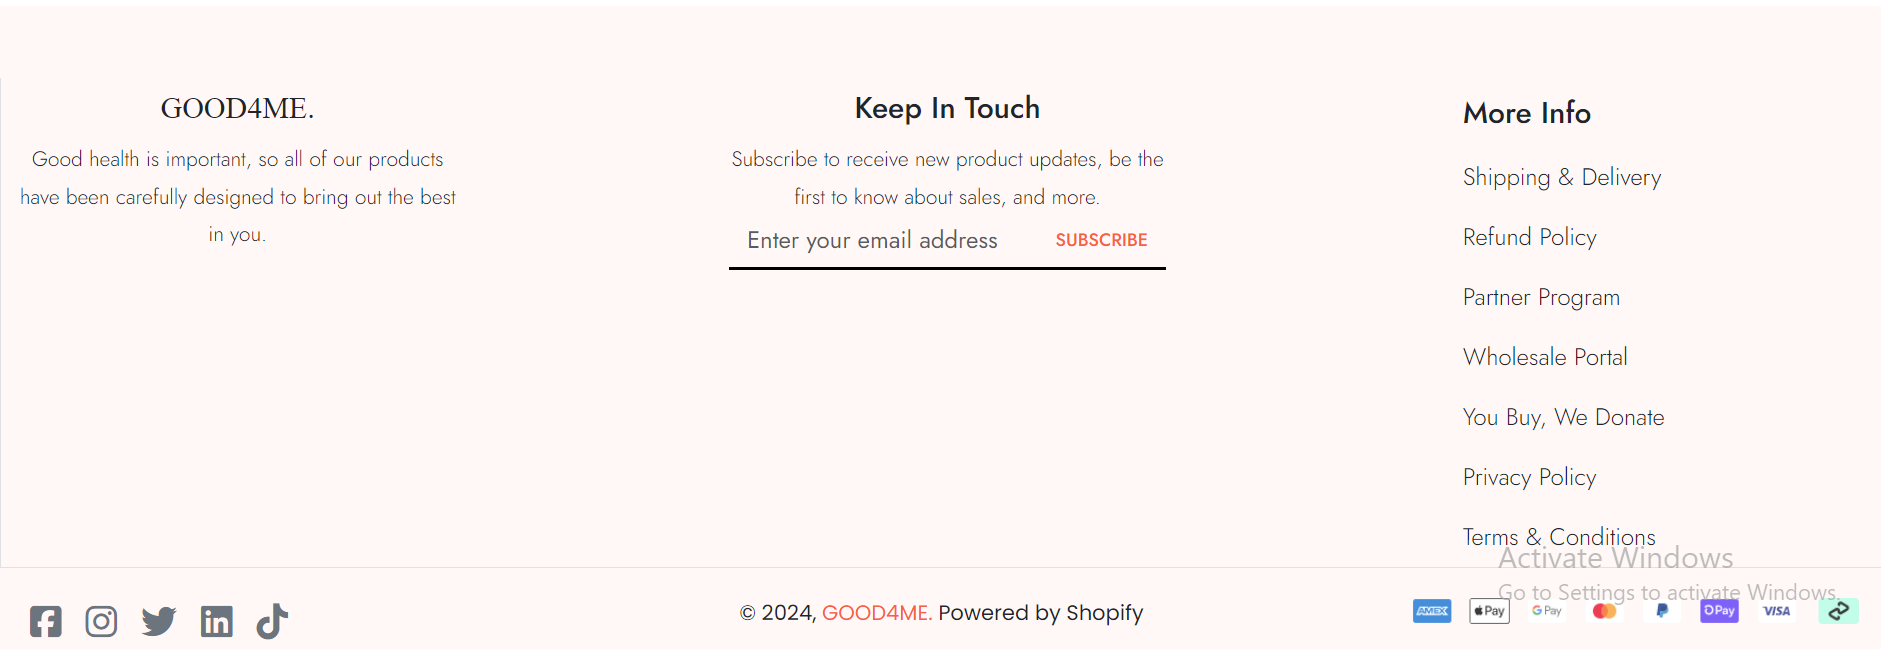 GOOD4ME.
Good health is important, so all of our products
have been carefully designed to bring out the best
in you.
Keep In Touch
Subscribe to receive new product updates, be the
first to know about sales, and more.
Enter your email address SUBSCRIBE
More Info
Shipping & Delivery
Refund Policy
Partner Program
Wholesale Portal
You Buy, We Donate
Privacy Policy
Terms & Conditions
Activate Windows
Go to Settings to activate Windows.
© 2024, GOOD4ME. Powered by Shopify
AMEX Pay G Pay OPay VISA